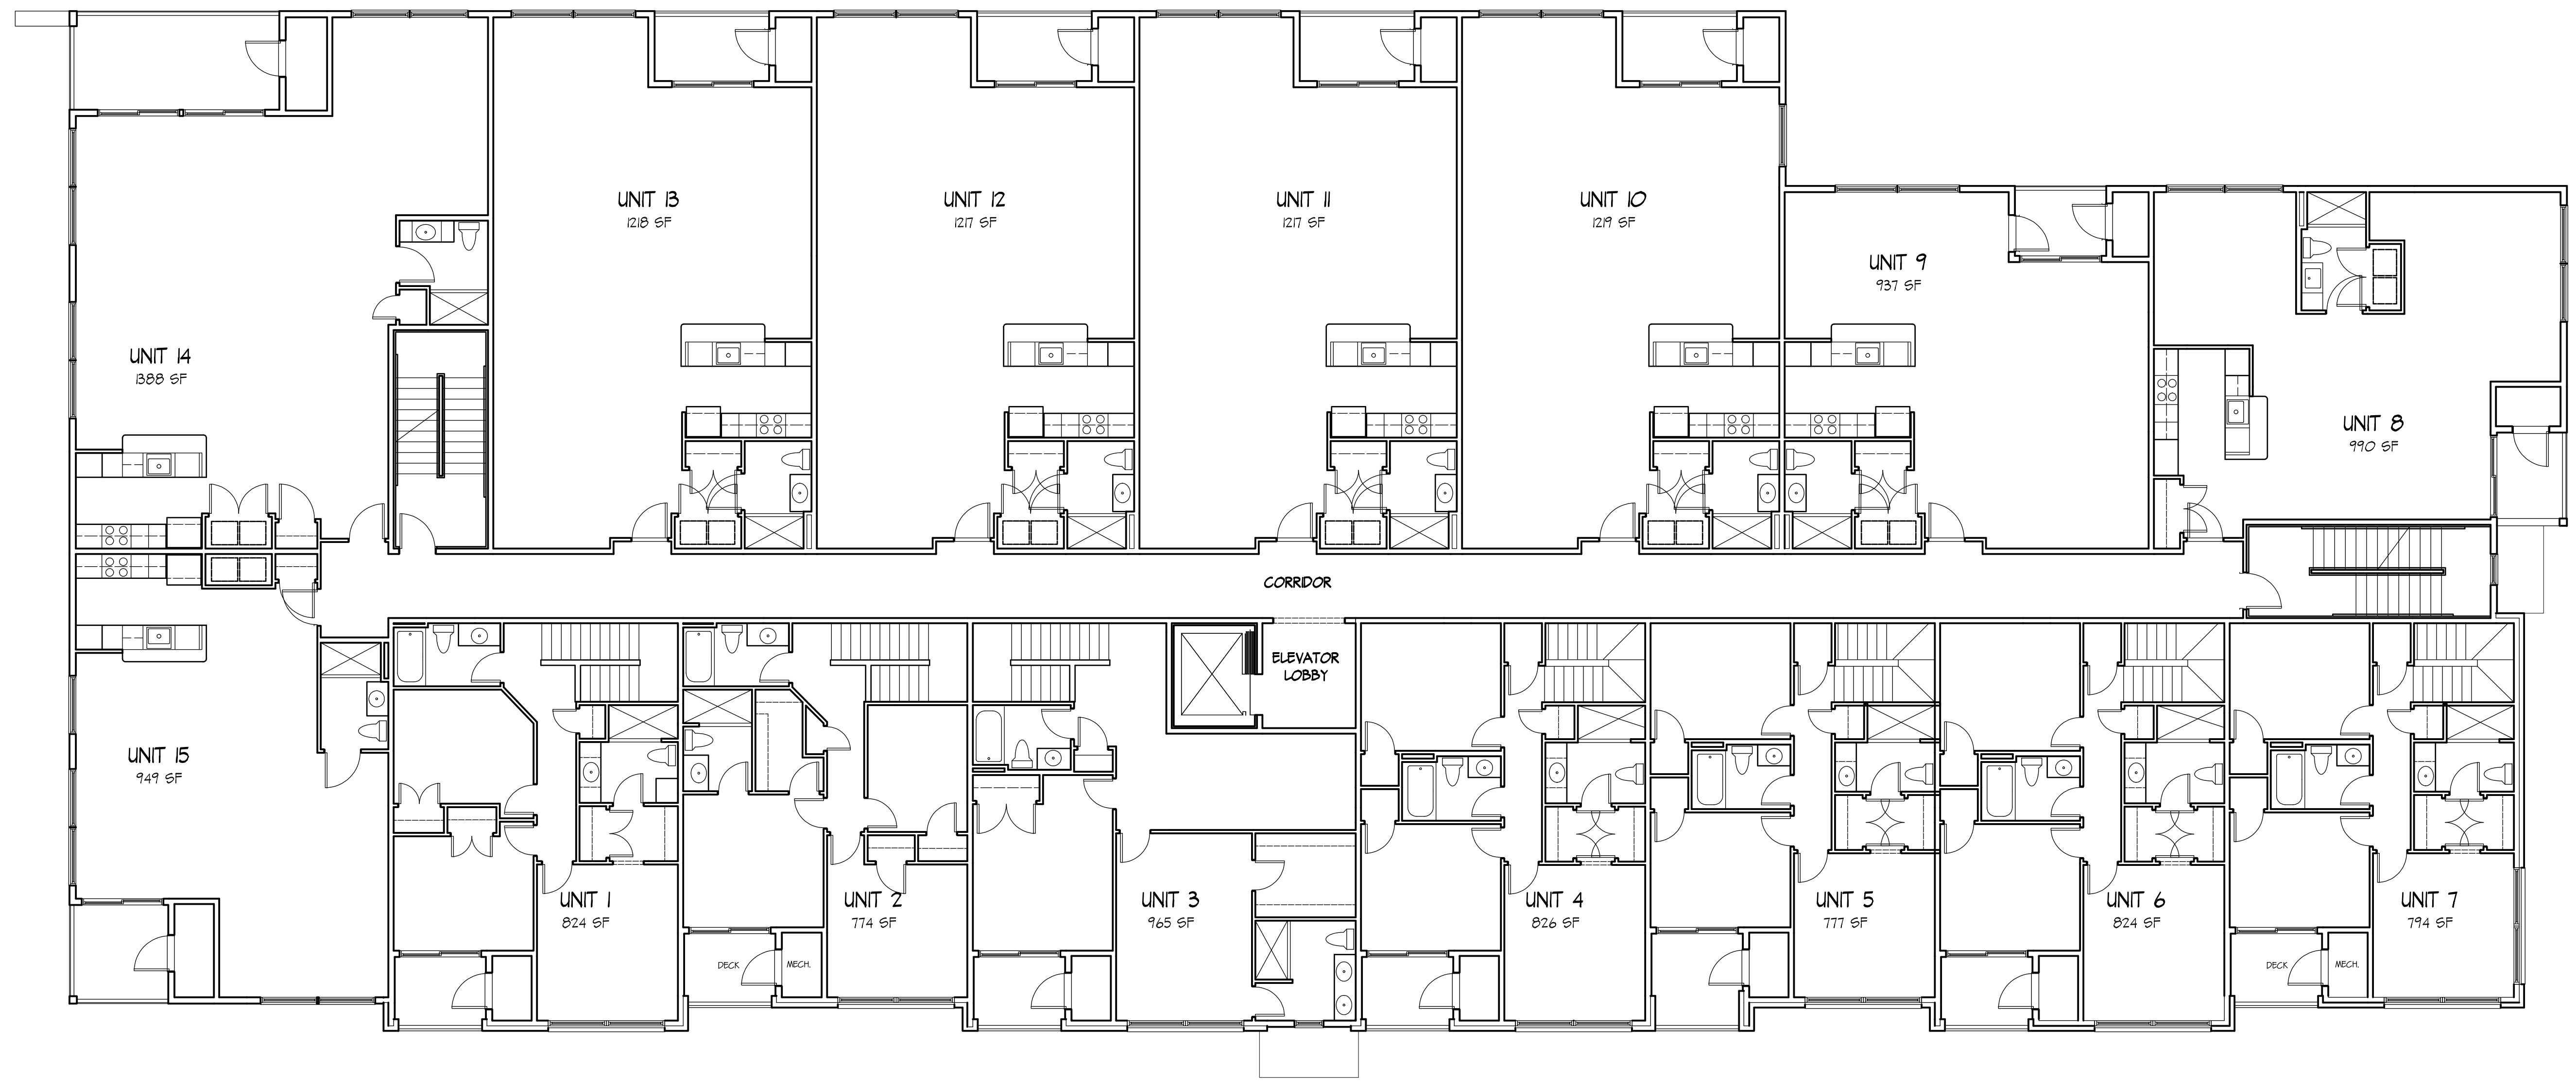 UNIT 13
1218 SF
UNIT 12
1217 SF
UNIT 11
1217 SF
UNIT 10
1219 SF
UNIT 9
937 SF
UNIT 14
1388 SF
UNIT 8
990 SF
CORRIDOR
ELEVATOR
LOBBY
UNIT 15
949 SF
UNIT 1
824 SF
UNIT 2
774 SF
UNIT 3
965 SF
UNIT 4
826 SF
UNIT 5
777 SF
UNIT 6
824 SF
UNIT 7
794 SF
DECK
MECH.
DECK
MECH.